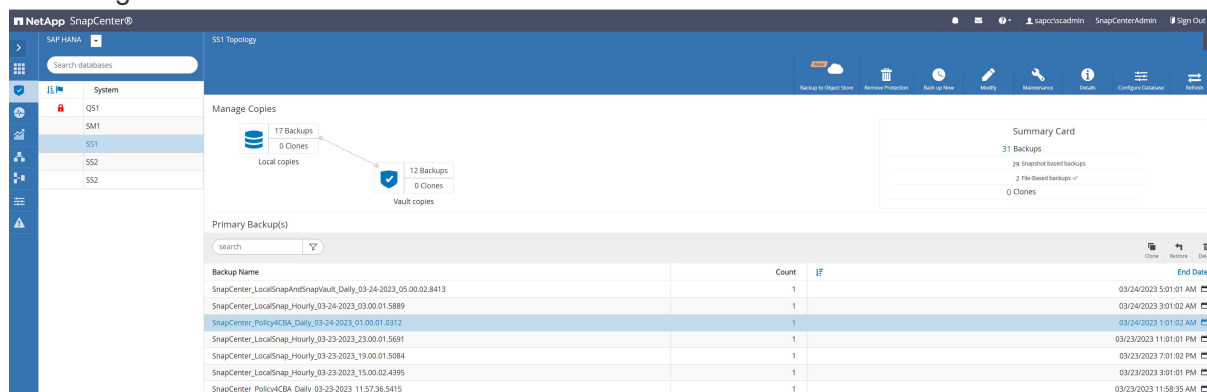 NetApp SnapCenter®
sapcc\scadmin SnapCenterAdmin Sign Out
SAP HANA
SS1 Topology
Search databases
NEW
Backup to Object Store Remove Protection Back up Now Modify Maintenance Details Configure Database Refresh
System
QS1
SM1
SS1
SS2
SS2
Manage Copies
17 Backups
0 Clones
Local copies
12 Backups
0 Clones
Vault copies
Summary Card
31 Backups
29 Snapshot based backups
2 File-Based backups
0 Clones
Primary Backup(s)
search
Clone Restore
Backup Name Count End Date
SnapCenter_LocalSnapAndSnapVault_Daily_03-24-2023_05.00.02.8413 1 03/24/2023 5:01:01 AM
SnapCenter_LocalSnap_Hourly_03-24-2023_03.00.01.5889 1 03/24/2023 3:01:02 AM
SnapCenter_Policy4CBA_Daily_03-24-2023_01.00.01.0312 1 03/24/2023 1:01:02 AM
SnapCenter_LocalSnap_Hourly_03-23-2023_23.00.01.5691 1 03/23/2023 11:01:01 PM
SnapCenter_LocalSnap_Hourly_03-23-2023_19.00.01.5084 1 03/23/2023 7:01:02 PM
SnapCenter_LocalSnap_Hourly_03-23-2023_15.00.02.4395 1 03/23/2023 3:01:01 PM
SnapCenter_Policy4CBA_Daily_03-23-2023_11.57.36.5415 1 03/23/2023 11:58:35 AM